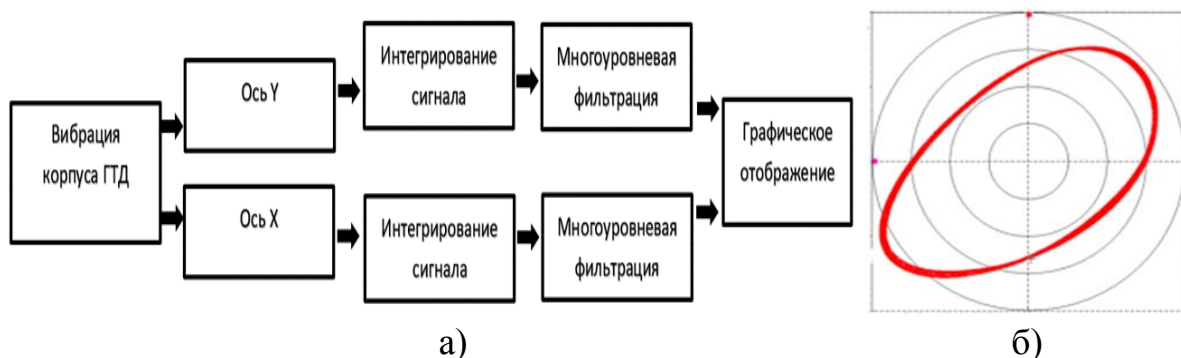 Вибрация
корпуса ГТД
Ось Y
Интегрирование
сигнала
Многоуровневая
фильтрация
Ось X
Интегрирование
сигнала
Многоуровневая
фильтрация
Графическое
отображение
а)
б)